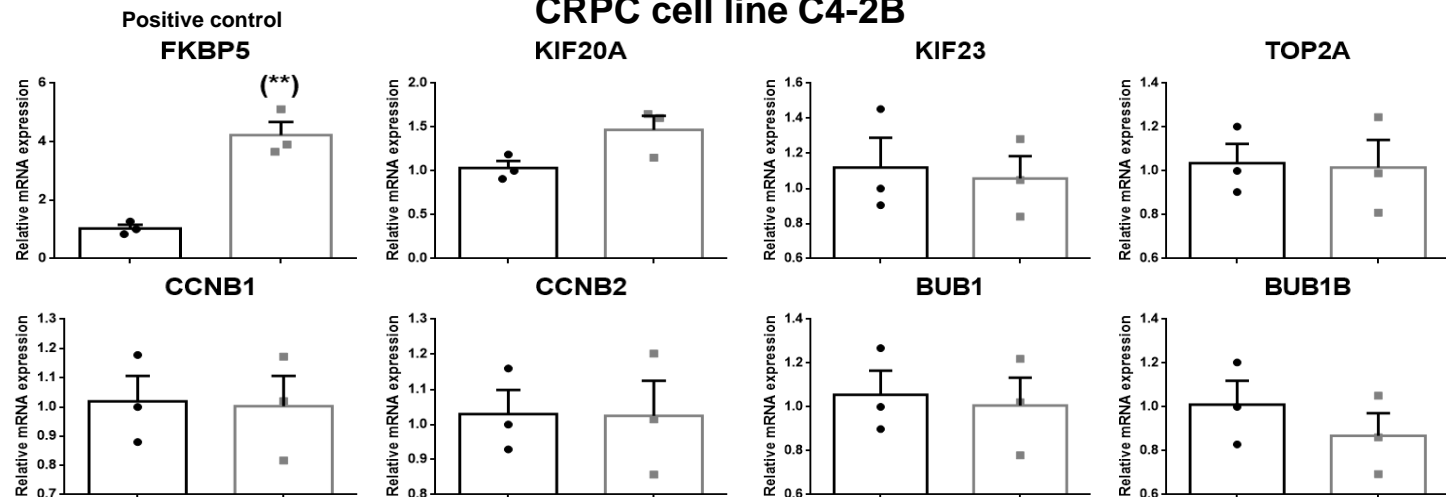 CRPC cell line C4-2B
Positive control
FKBP5
KIF20A
KIF23
TOP2A
(**)
Relative mRNA expression
6
4
2
0
Relative mRNA expression
2.0
1.5
1.0
0.5
0.0
Relative mRNA expression
1.6
1.4
1.2
1.0
0.8
0.6
Relative mRNA expression
1.4
1.2
1.0
0.8
0.6
CCNB1
CCNB2
BUB1
BUB1B
Relative mRNA expression
1.3
1.2
1.1
1.0
0.9
0.8
0.7
Relative mRNA expression
1.3
1.2
1.1
1.0
0.9
0.8
Relative mRNA expression
1.4
1.2
1.0
0.8
0.6
Relative mRNA expression
1.4
1.2
1.0
0.8
0.6